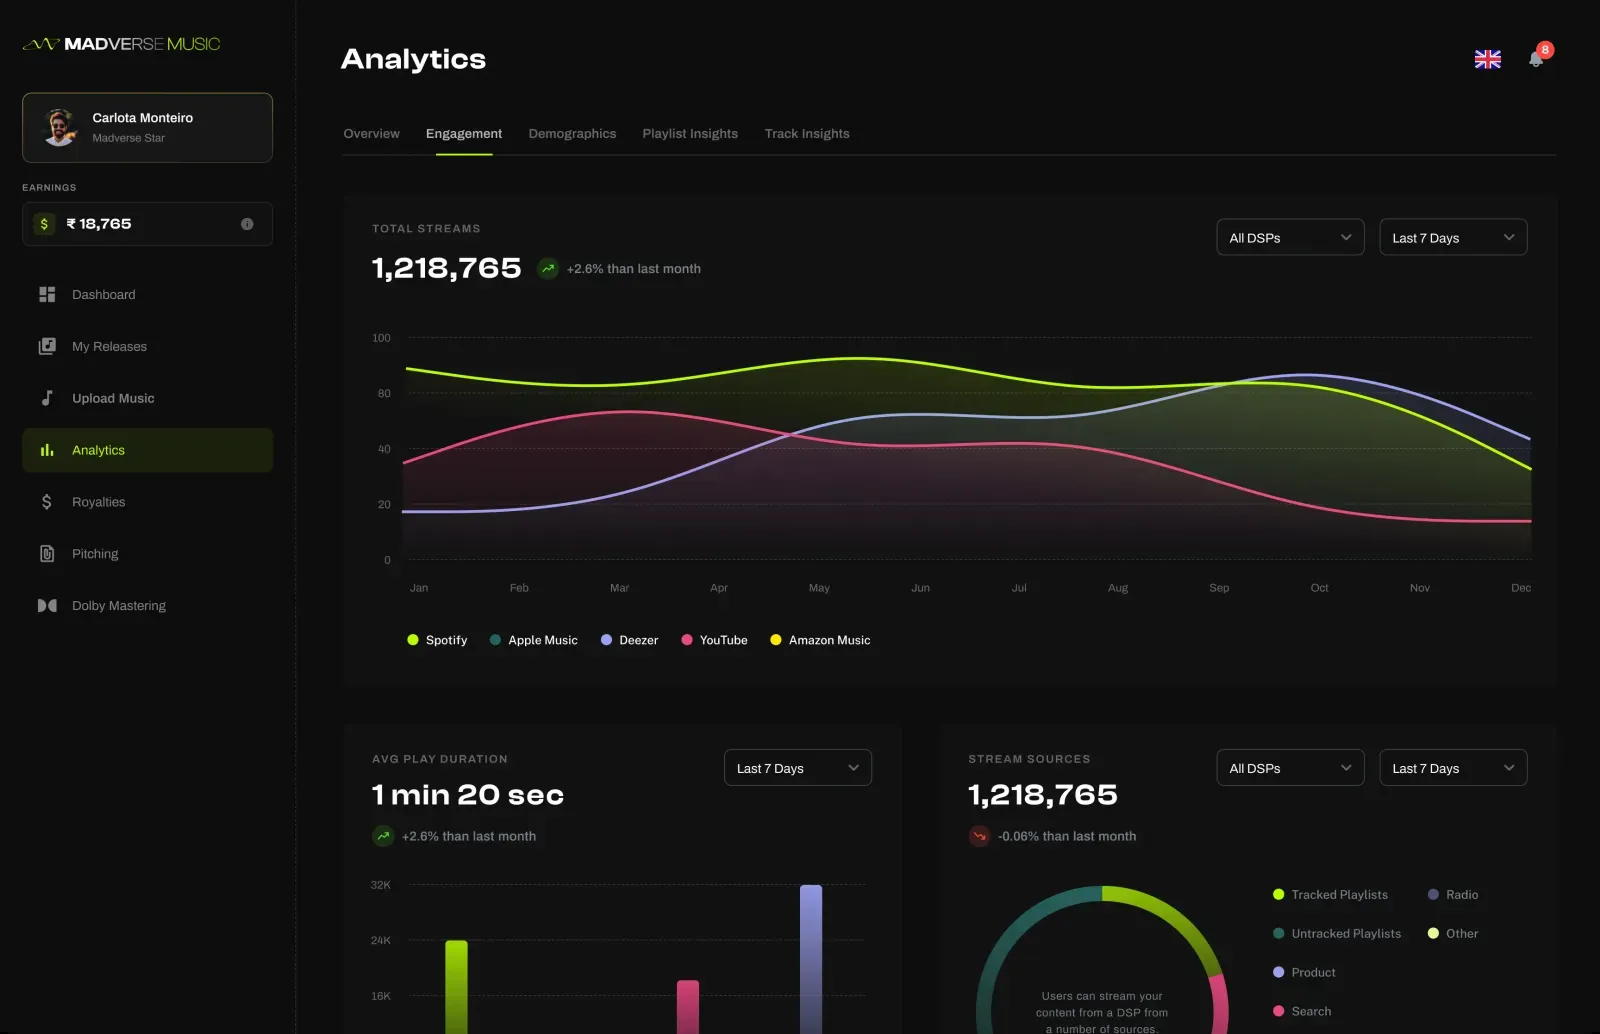 MADVERSE MUSIC
Carlota Monteiro
Madverse Star
EARNINGS
$ ₹ 18,765
Dashboard
My Releases
Upload Music
Analytics
Royalties
Pitching
Dolby Mastering
Analytics
8
Overview Engagement Demographics Playlist Insights Track Insights
TOTAL STREAMS
1,218,765 +2.6% than last month
All DSPs Last 7 Days
100
80
40
20
0
Jan Feb Mar Apr May Jun Jul Aug Sep Oct Nov Dec
Spotify Apple Music Deezer YouTube Amazon Music
AVG PLAY DURATION
1 min 20 sec
+2.6% than last month
Last 7 Days
32K
24K
16K
STREAM SOURCES
1,218,765
-0.06% than last month
All DSPs Last 7 Days
Users can stream your
content from a DSP from
a number of sources.
Tracked Playlists Radio
Untracked Playlists Other
Product
Search